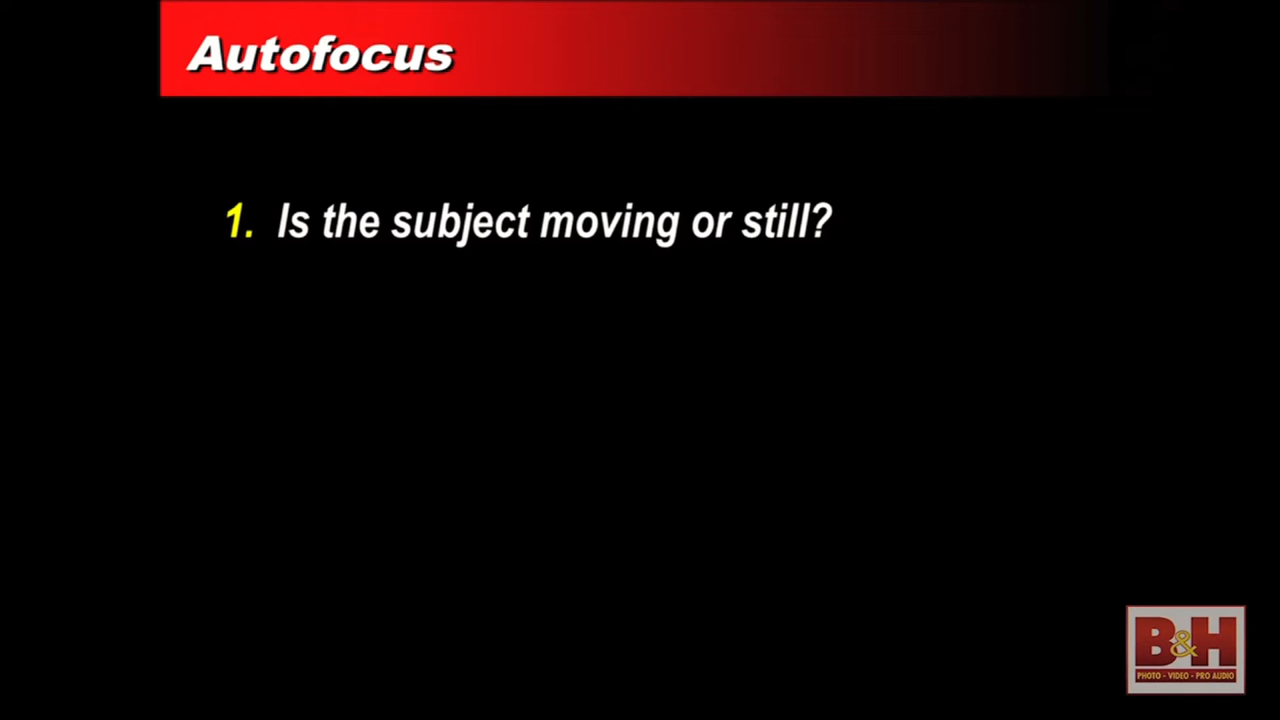 Autofocus
1. Is the subject moving or still?
B&H
PHOTO - VIDEO - PRO AUDIO